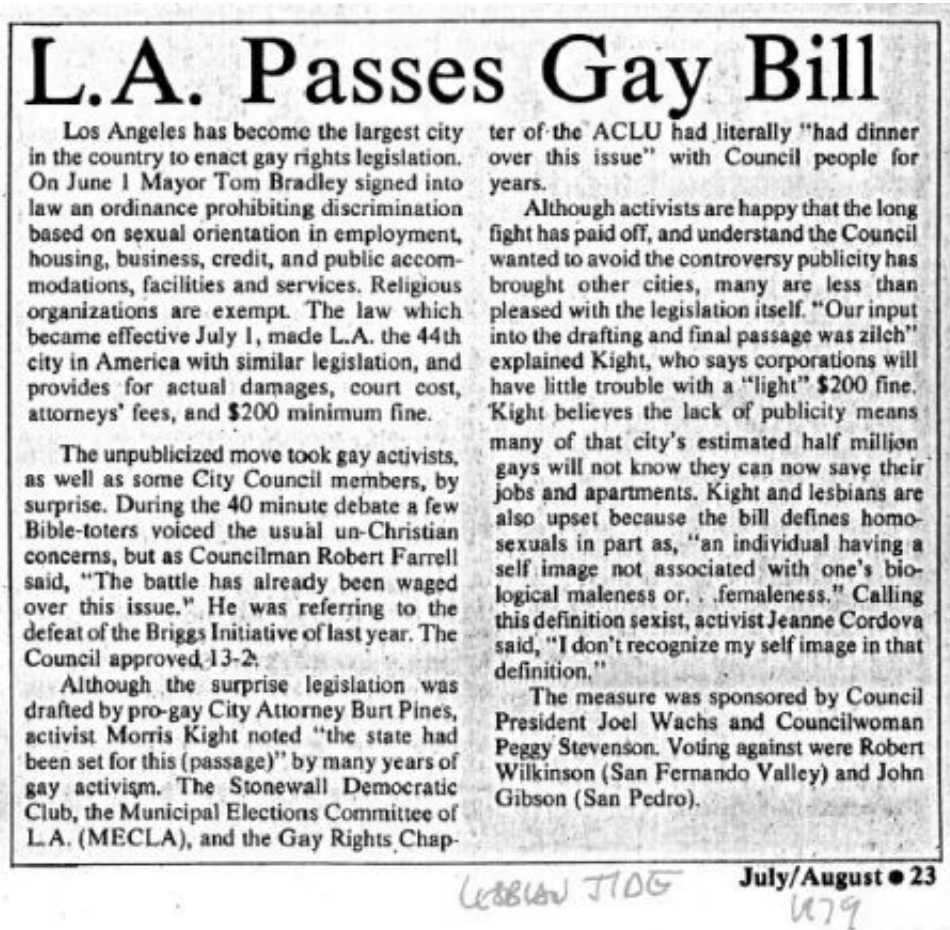 L.A. Passes Gay Bill
Los Angeles has become the largest city
in the country to enact gay rights legislation.
On June 1 Mayor Tom Bradley signed into
law an ordinance prohibiting discrimination
based on sexual orientation in employment,
housing, business, credit, and public accom-
modations, facilities and services. Religious
organizations are exempt. The law which
became effective July 1, made L.A. the 44th
city in America with similar legislation, and
provides for actual damages, court cost,
attorneys' fees, and $200 minimum fine.
The unpublicized move took gay activists,
as well as some City Council members, by
surprise. During the 40 minute debate a few
Bible-toters voiced the usual un-Christian
concerns, but as Councilman Robert Farrell
said, "The battle has already been waged
over this issue." He was referring to the
defeat of the Briggs Initiative of last year. The
Council approved 13-2.
Although the surprise legislation was
drafted by pro-gay City Attorney Burt Pines,
activist Morris Kight noted "the state had
been set for this (passage)" by many years of
gay activism. The Stonewall Democratic
Club, the Municipal Elections Committee of
L.A. (MECLA), and the Gay Rights Chap-
ter of the ACLU had literally "had dinner
over this issue" with Council people for
years.
Although activists are happy that the long
fight has paid off, and understand the Council
wanted to avoid the controversy publicity has
brought other cities, many are less than
pleased with the legislation itself. "Our input
into the drafting and final passage was zilch"
explained Kight, who says corporations will
have little trouble with a "light" $200 fine.
Kight believes the lack of publicity means
many of that city's estimated half million
gays will not know they can now save their
jobs and apartments. Kight and lesbians are
also upset because the bill defines homo-
sexuals in part as, "an individual having a
self image not associated with one's bio-
logical maleness or. . .femaleness." Calling
this definition sexist, activist Jeanne Cordova
said, "I don't recognize my self image in that
definition."
The measure was sponsored by Council
President Joel Wachs and Councilwoman
Peggy Stevenson. Voting against were Robert
Wilkinson (San Fernando Valley) and John
Gibson (San Pedro).
July/August ● 23
LESBIAN TIDE
1979